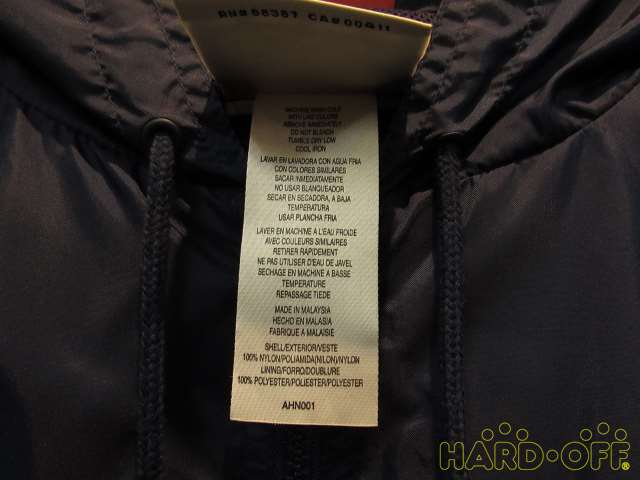 RN# 58387 CA# 00411
MACHINE WASH COLD
WITH LIKE COLORS
REMOVE IMMEDIATELY
DO NOT BLEACH
TUMBLE DRY LOW
COOL IRON
LAVAR EN LAVADORA CON AGUA FRIA
CON COLORES SIMILARES
SACAR INMEDIATAMENTE
NO USAR BLANQUEADOR
SECAR EN SECADORA, A BAJA
TEMPERATURA
USAR PLANCHA FRIA
LAVER EN MACHINE A L'EAU FROIDE
AVEC COULEURS SIMILAIRES
RETIRER RAPIDEMENT
NE PAS UTILISER D'EAU DE JAVEL
SECHAGE EN MACHINE A BASSE
TEMPERATURE
REPASSAGE TIEDE
MADE IN MALAYSIA
HECHO EN MALASIA
FABRIQUE A MALAISIE
SHELL/EXTERIOR/VESTE
100% NYLON/POLIAMIDA(NILON)/NYLON
LINING/FORRO/DOUBLURE
100% POLYESTER/POLIESTER/POLYESTER
AHN001
HARD·OFF®